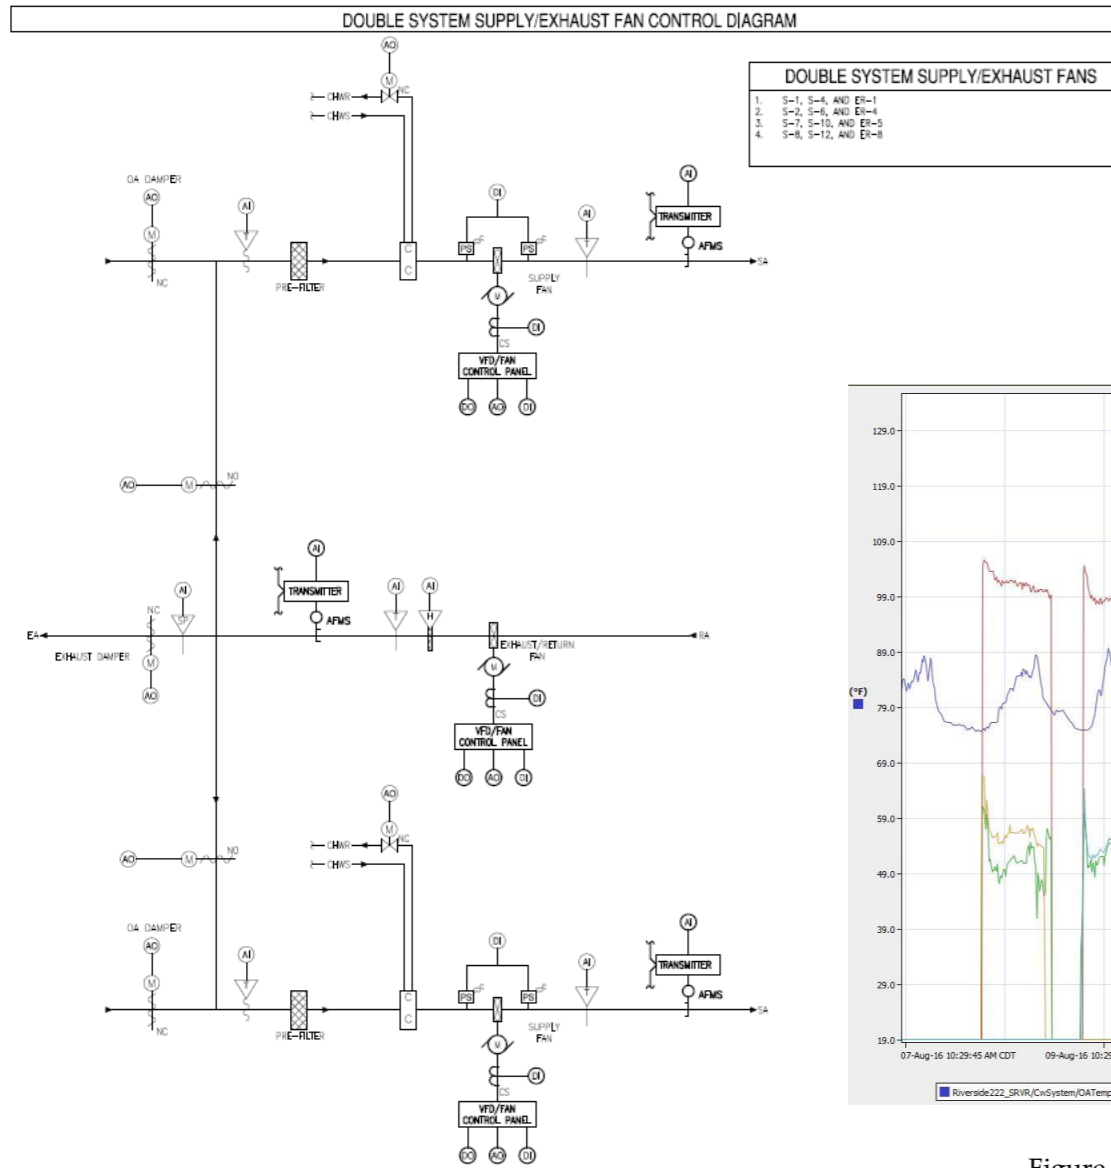 DOUBLE SYSTEM SUPPLY/EXHAUST FAN CONTROL DIAGRAM
DOUBLE SYSTEM SUPPLY/EXHAUST FANS
1. S-1, S-4, AND ER-1
2. S-2, S-6, AND ER-4
3. S-7, S-10, AND ER-5
4. S-8, S-12, AND ER-8
AO
M
NC
CHWR
CHWS
OA DAMPER
AO
M
NC
AI
T
PRE-FILTER
C
C
DI
PS
PS
SUPPLY
FAN
M
DI
CS
VFD/FAN
CONTROL PANEL
DO
AO
DI
AI
T
AI
TRANSMITTER
AFMS
SA
AO
M
NO
EA
EXHAUST DAMPER
NC
M
AO
AI
SP
AI
TRANSMITTER
AFMS
AI
T
AI
H
EXHAUST/RETURN
FAN
RA
M
DI
CS
VFD/FAN
CONTROL PANEL
DO
AO
DI
AO
M
NO
AO
M
NC
CHWR
CHWS
OA DAMPER
AO
M
NC
AI
T
PRE-FILTER
C
C
DI
PS
PS
SUPPLY
FAN
M
DI
CS
VFD/FAN
CONTROL PANEL
DO
AO
DI
AI
T
AI
TRANSMITTER
AFMS
SA
129.0
119.0
109.0
99.0
89.0
(°F)
79.0
69.0
59.0
49.0
39.0
29.0
19.0
07-Aug-16 10:29:45 AM CDT
09-Aug-16 10:29
Riverside222_SRVR/CwSystem/OATemp
Figure